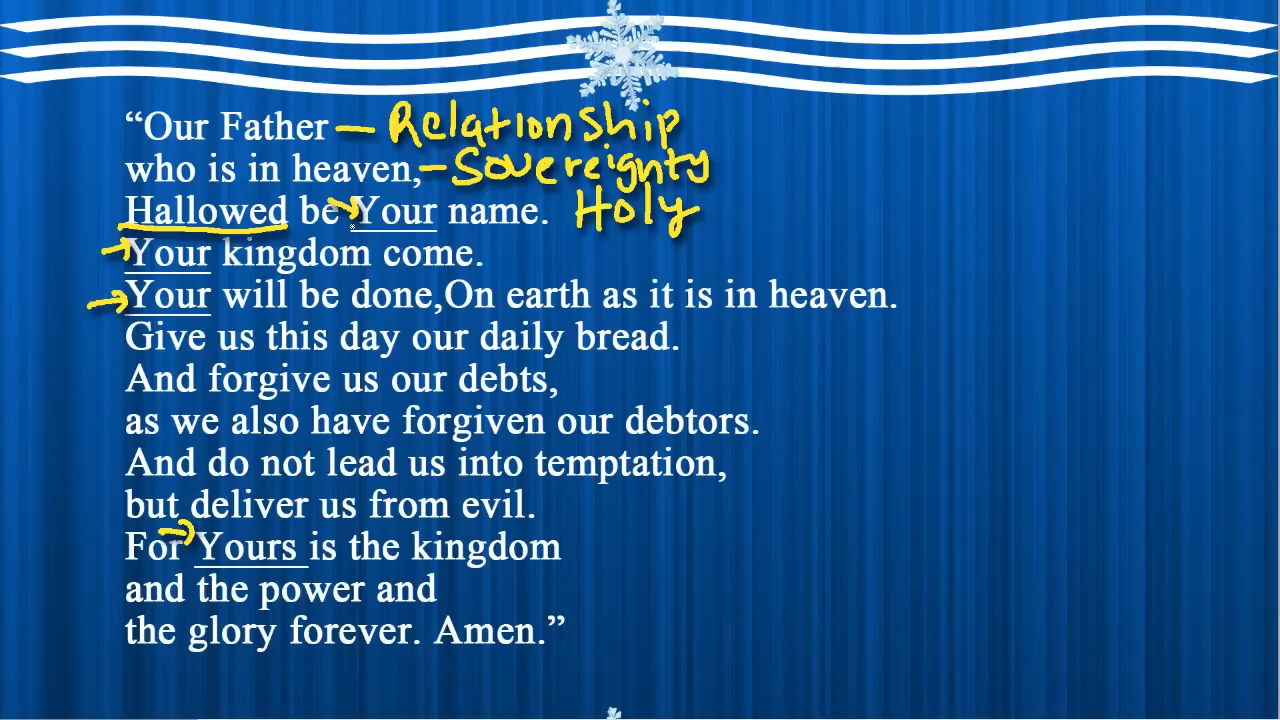 “Our Father — Relationship
who is in heaven, - Sovereignty
Hallowed be Your name. Holy
Your kingdom come.
Your will be done,On earth as it is in heaven.
Give us this day our daily bread.
And forgive us our debts,
as we also have forgiven our debtors.
And do not lead us into temptation,
but deliver us from evil.
For Yours is the kingdom
and the power and
the glory forever. Amen.”